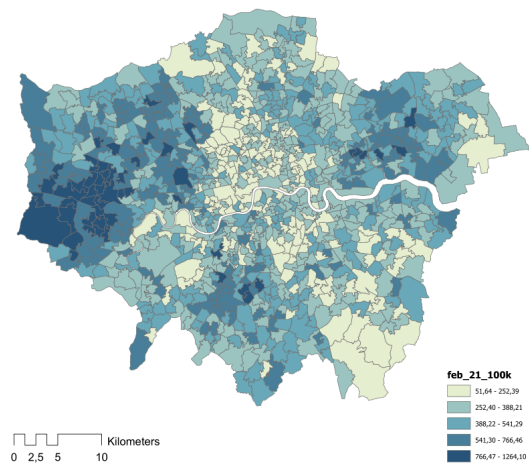 feb_21_100k
51,64 - 252,39
252,40 - 388,21
388,22 - 541,29
541,30 - 766,46
766,47 - 1264,10
Kilometers
0 2,5 5 10